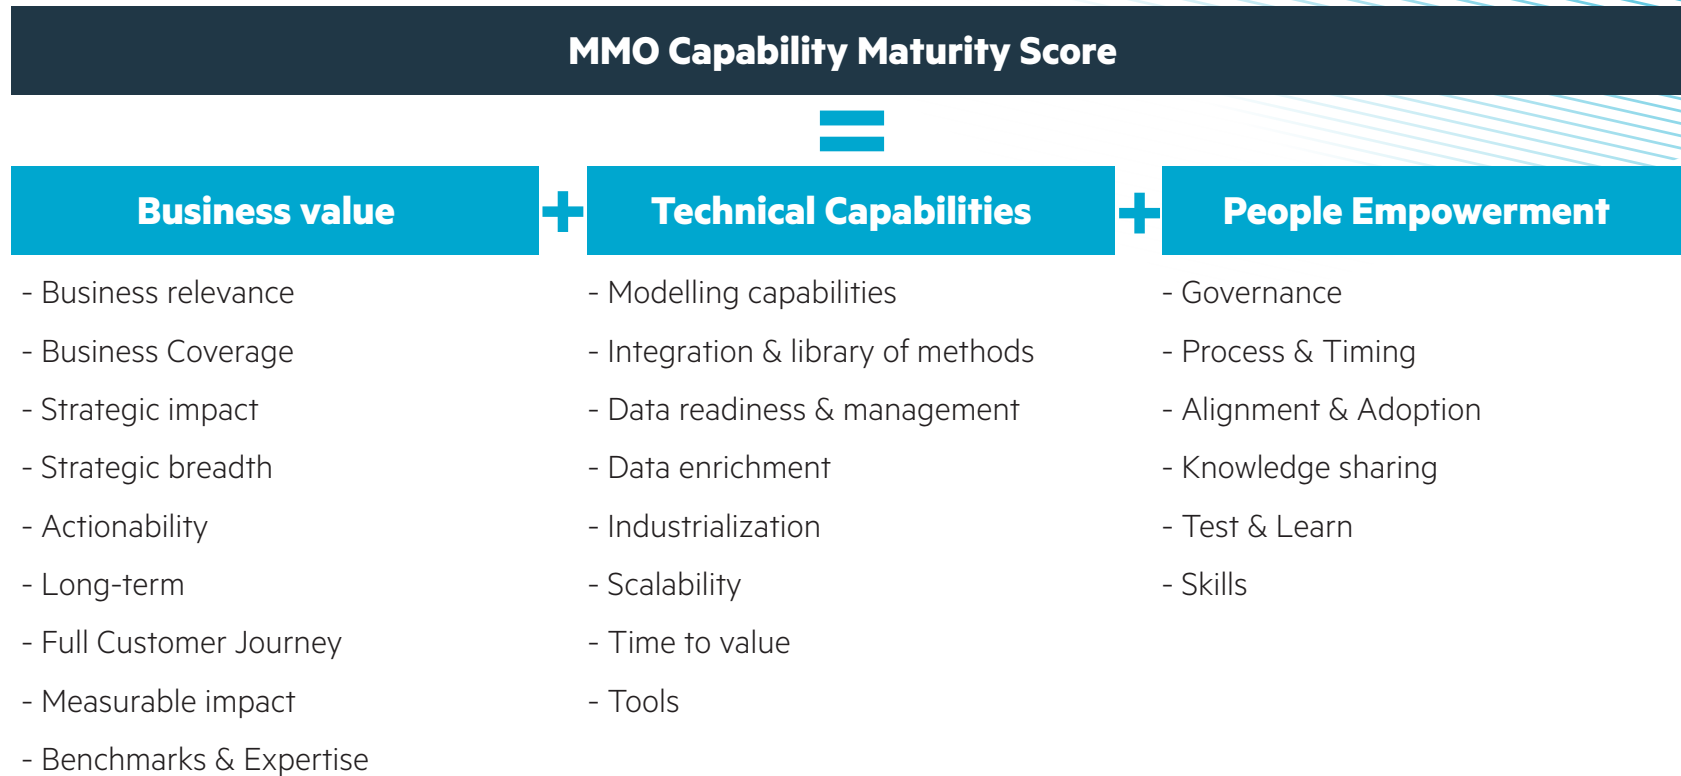 MMO Capability Maturity Score
=
Business value + Technical Capabilities + People Empowerment
- Business relevance
- Business Coverage
- Strategic impact
- Strategic breadth
- Actionability
- Long-term
- Full Customer Journey
- Measurable impact
- Benchmarks & Expertise
- Modelling capabilities
- Integration & library of methods
- Data readiness & management
- Data enrichment
- Industrialization
- Scalability
- Time to value
- Tools
- Governance
- Process & Timing
- Alignment & Adoption
- Knowledge sharing
- Test & Learn
- Skills